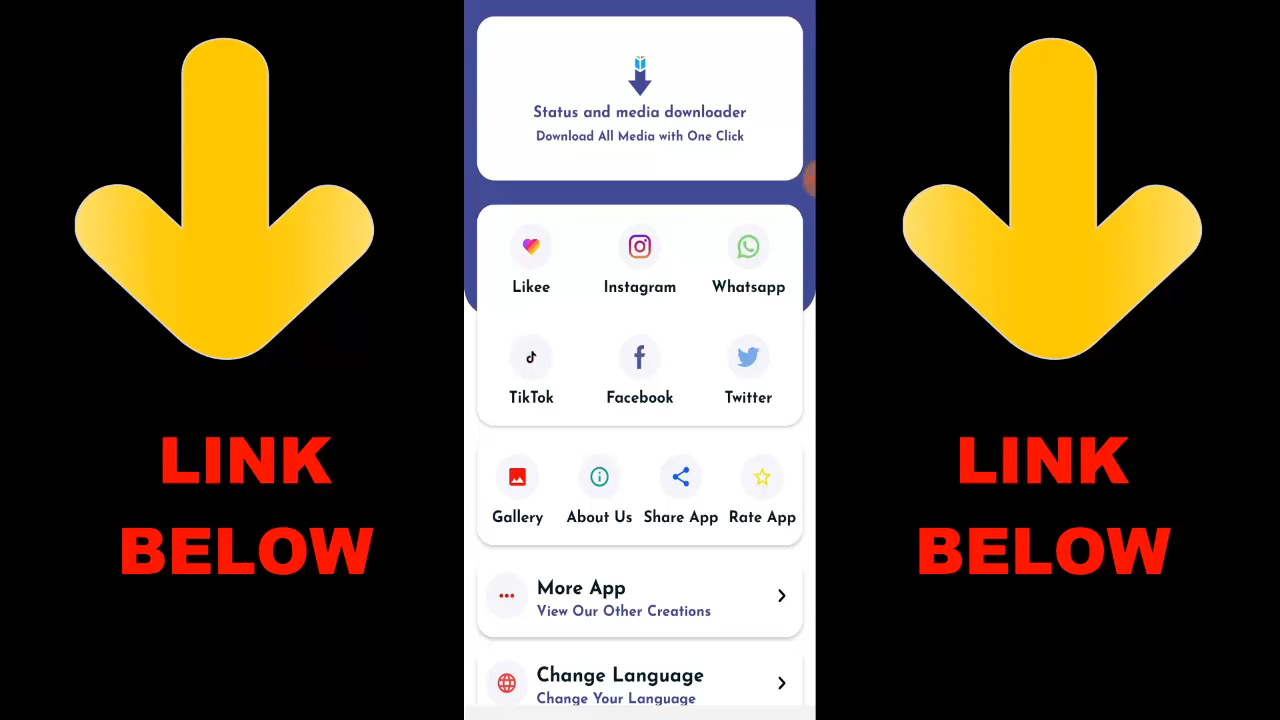 Status and media downloader
Download All Media with One Click
Likee
Instagram
Whatsapp
TikTok
Facebook
Twitter
Gallery
About Us
Share App
Rate App
More App
View Our Other Creations
Change Language
Change Your Language
LINK
BELOW
LINK
BELOW